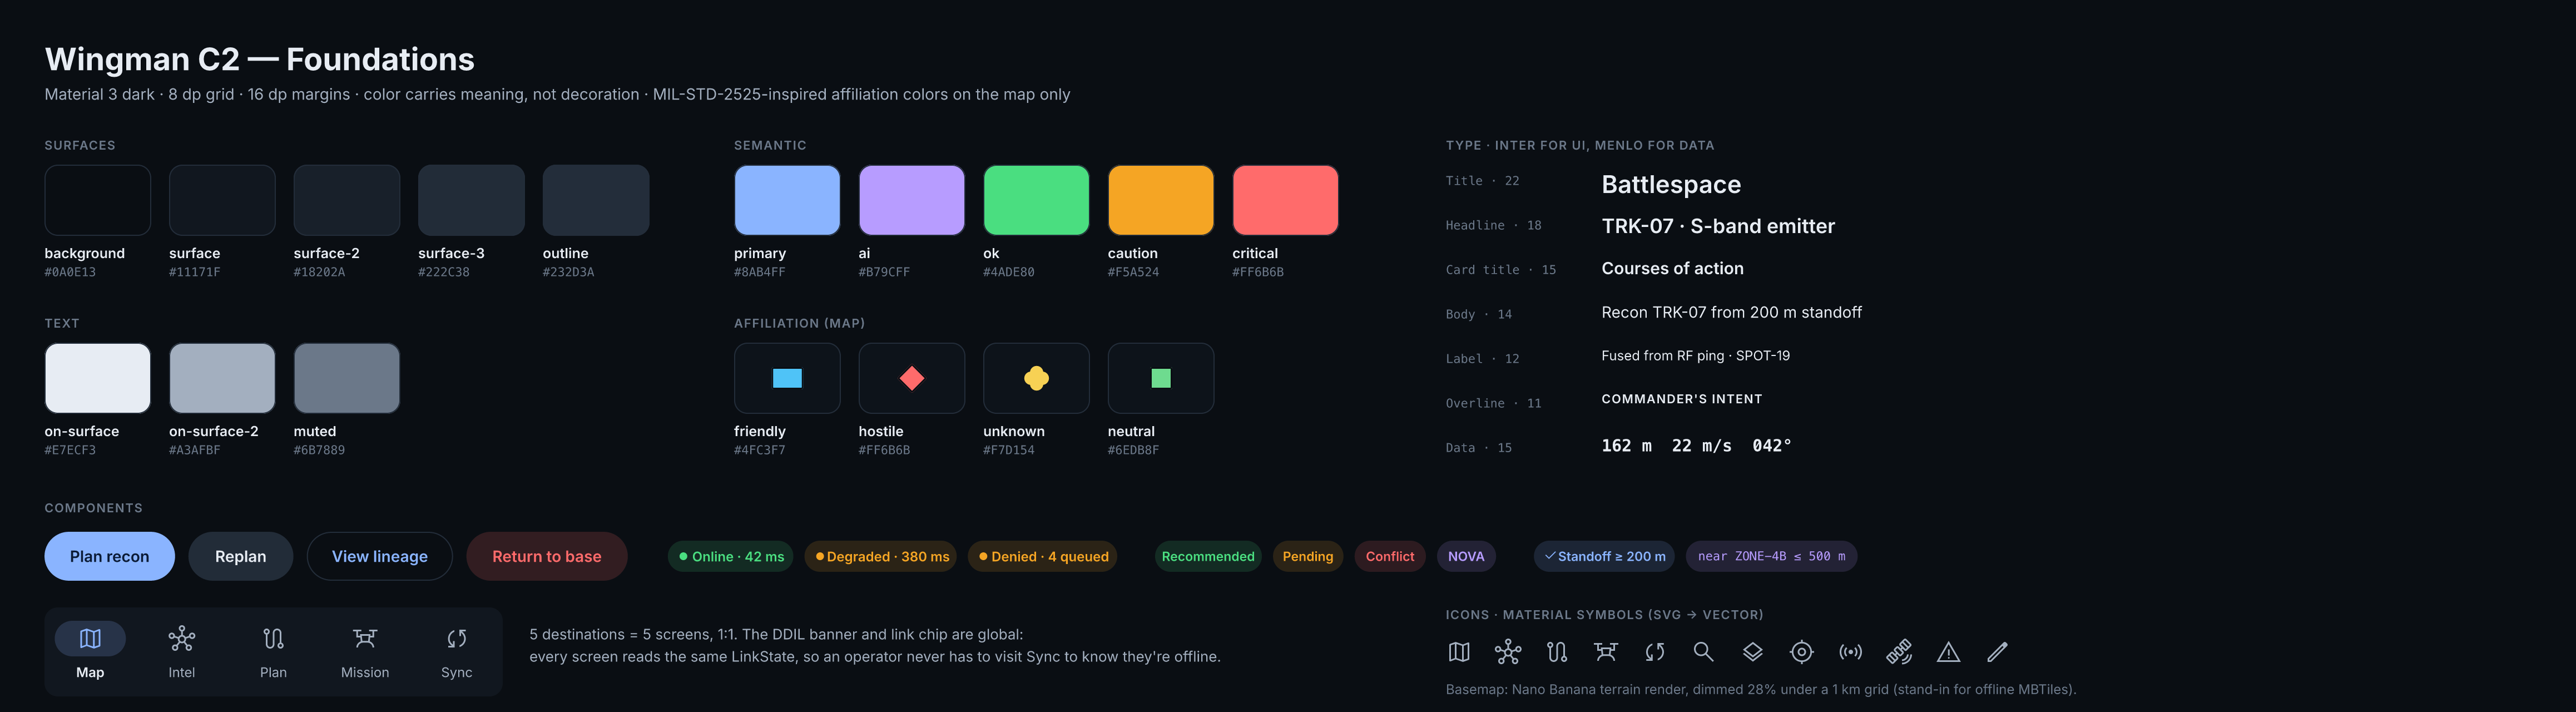 Wingman C2 — Foundations
Material 3 dark · 8 dp grid · 16 dp margins · color carries meaning, not decoration · MIL-STD-2525-inspired affiliation colors on the map only
SURFACES
background
#0A0E13
surface
#11171F
surface-2
#18202A
surface-3
#222C38
outline
#232D3A
SEMANTIC
primary
#8AB4FF
ai
#B79CFF
ok
#4ADE80
caution
#F5A524
critical
#FF6B6B
TYPE · INTER FOR UI, MENLO FOR DATA
Title · 22
Battlespace
Headline · 18
TRK-07 · S-band emitter
Card title · 15
Courses of action
Body · 14
Recon TRK-07 from 200 m standoff
Label · 12
Fused from RF ping · SPOT-19
Overline · 11
COMMANDER'S INTENT
Data · 15
162 m 22 m/s 042°
TEXT
on-surface
#E7ECF3
on-surface-2
#A3AFBF
muted
#6B7889
AFFILIATION (MAP)
friendly
#4FC3F7
hostile
#FF6B6B
unknown
#F7D154
neutral
#6EDB8F
COMPONENTS
Plan recon
Replan
View lineage
Return to base
Online · 42 ms
Degraded · 380 ms
Denied · 4 queued
Recommended
Pending
Conflict
NOVA
Standoff ≥ 200 m
near ZONE−4B ≤ 500 m
Map
Intel
Plan
Mission
Sync
5 destinations = 5 screens, 1:1. The DDIL banner and link chip are global:
every screen reads the same LinkState, so an operator never has to visit Sync to know they're offline.
ICONS · MATERIAL SYMBOLS (SVG → VECTOR)
Basemap: Nano Banana terrain render, dimmed 28% under a 1 km grid (stand-in for offline MBTiles).